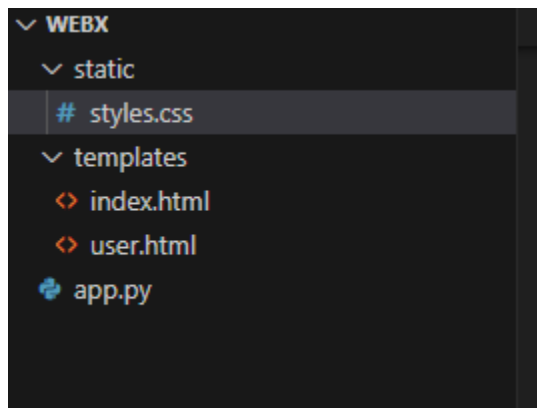 WEBX
static
# styles.css
templates
<> index.html
<> user.html
app.py